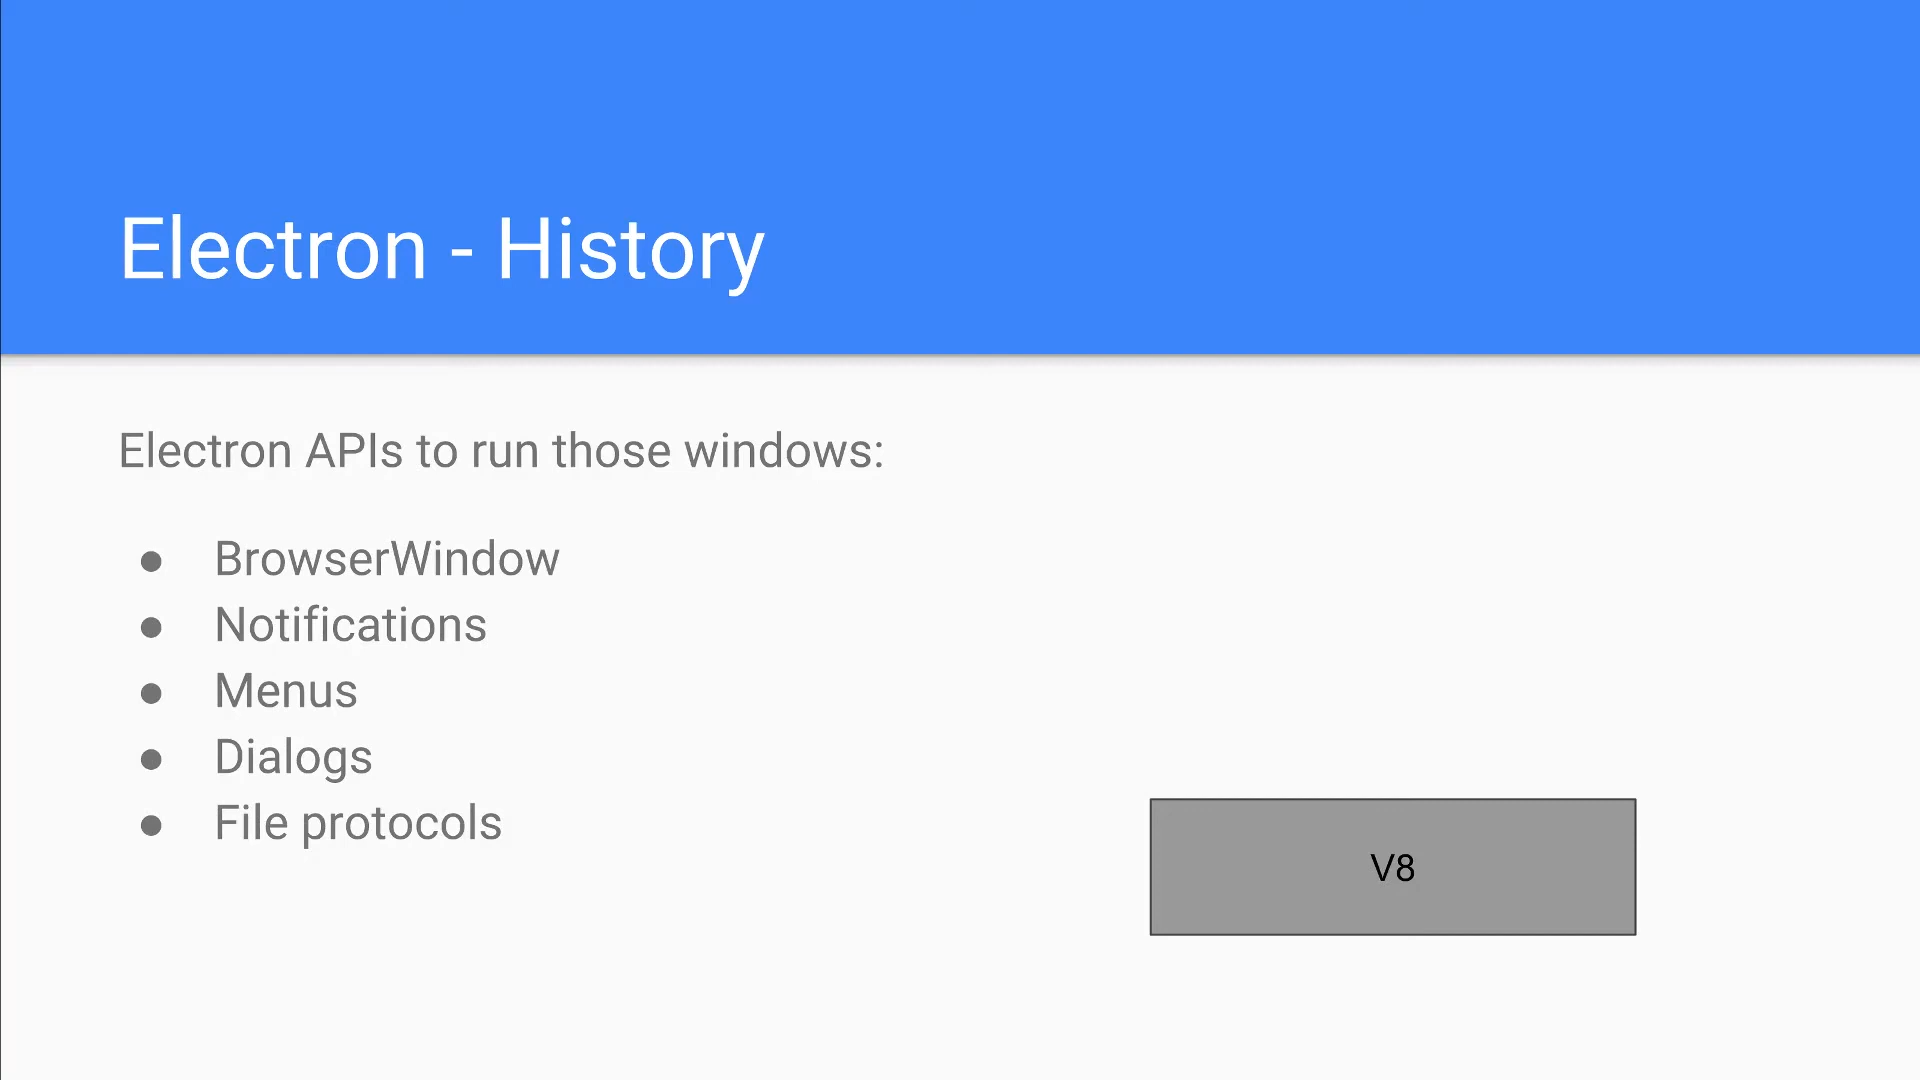 Electron - History
Electron APIs to run those windows:
● BrowserWindow
● Notifications
● Menus
● Dialogs
● File protocols
V8